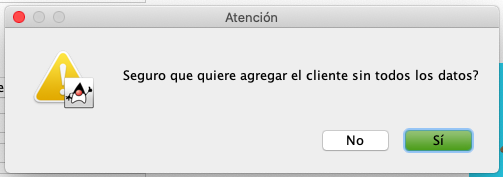 Atención
Seguro que quiere agregar el cliente sin todos los datos?
No
Sí